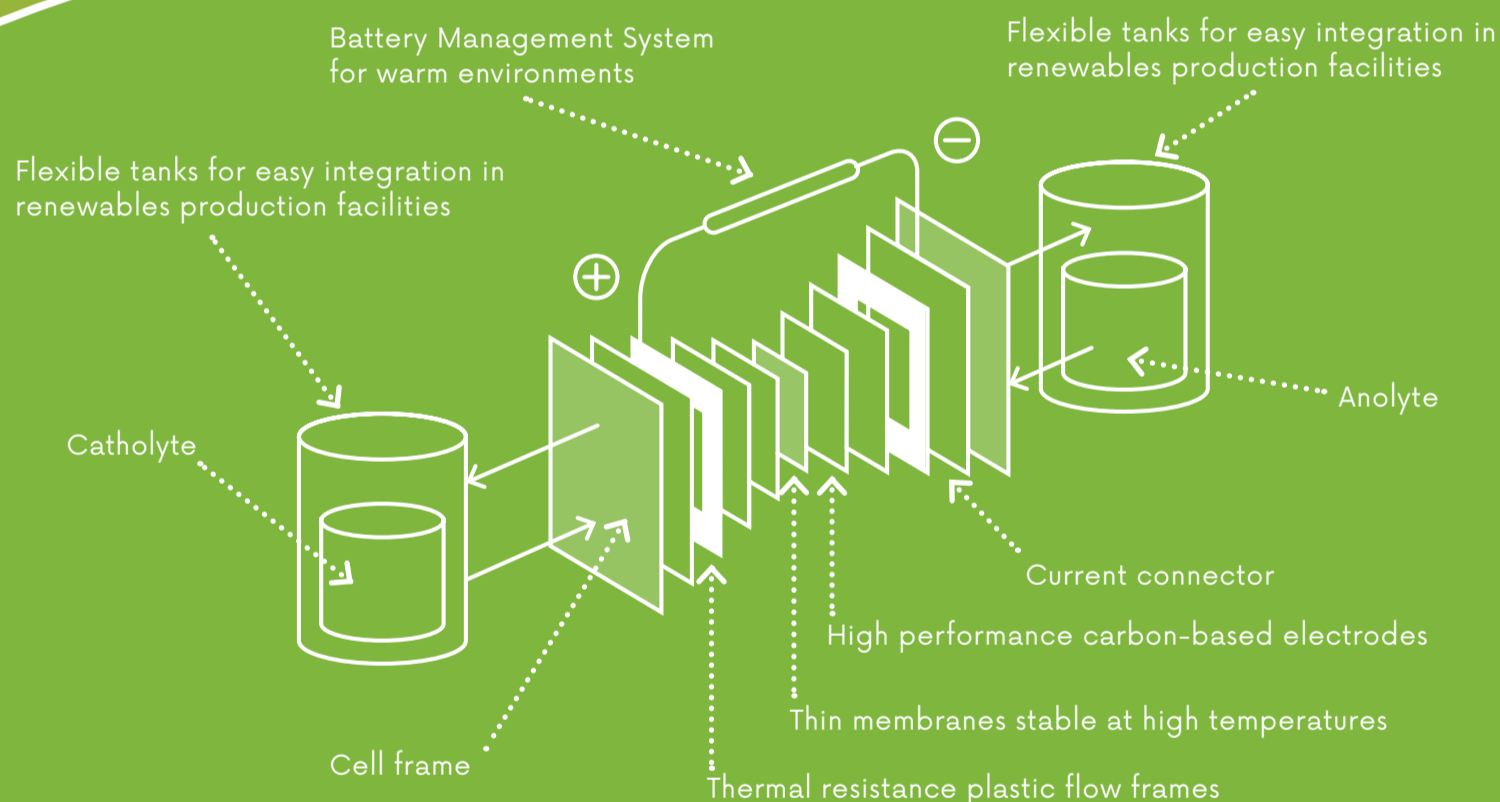 Battery Management System
for warm environments
Flexible tanks for easy integration in
renewables production facilities
Flexible tanks for easy integration in
renewables production facilities
Catholyte
Anolyte
Current connector
High performance carbon-based electrodes
Thin membranes stable at high temperatures
Cell frame
Thermal resistance plastic flow frames